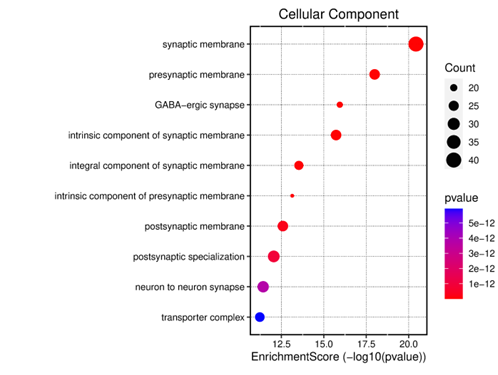 Cellular Component
synaptic membrane
presynaptic membrane
GABA−ergic synapse
intrinsic component of synaptic membrane
integral component of synaptic membrane
intrinsic component of presynaptic membrane
postsynaptic membrane
postsynaptic specialization
neuron to neuron synapse
transporter complex
12.5 15.0 17.5 20.0
EnrichmentScore (−log10(pvalue))
Count
20
25
30
35
40
pvalue
5e−12
4e−12
3e−12
2e−12
1e−12